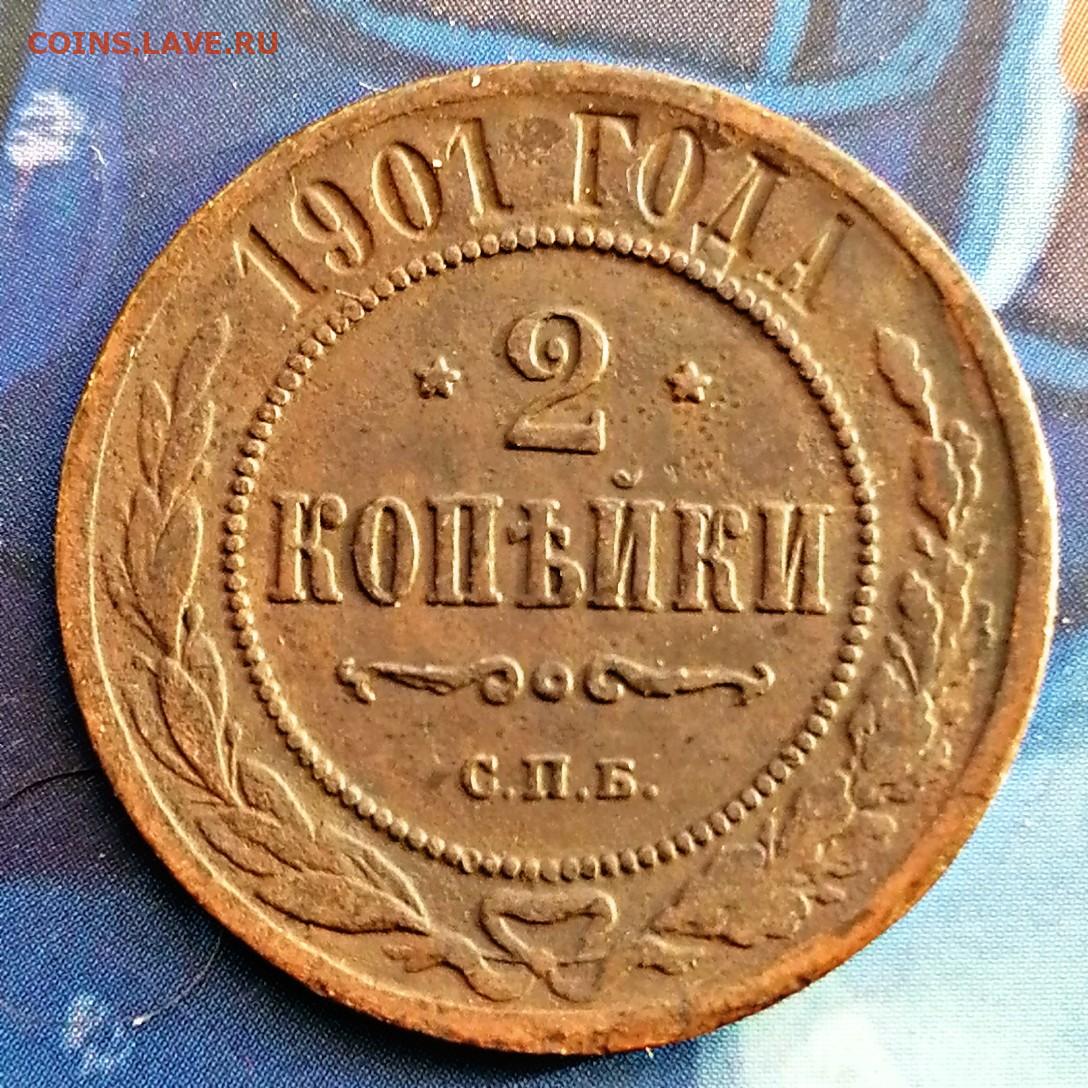 COINS.LAVE.RU
1901 ГОДА
2
КОПѢЙКИ
С.П.Б.